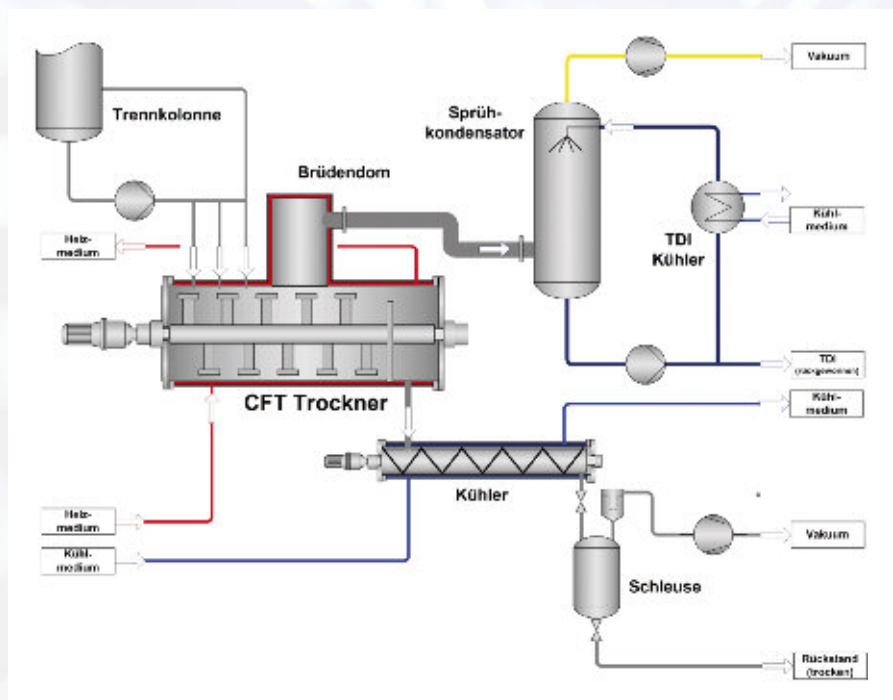 Vakuum
Trennkolonne
Sprüh-
kondensator
Brüdendom
Heiz-
medium
TDI
Kühler
Kühl-
medium
TDI
(rückgewonnen)
CFT Trockner
Kühl-
medium
Kühler
Heiz-
medium
Kühl-
medium
Vakuum
Schleuse
Rückstand
(trocken)